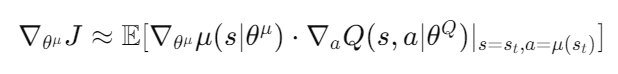 ∇_{θ^μ} J ≈ 𝔼[∇_{θ^μ} μ(s|θ^μ) · ∇_a Q(s, a|θ^Q)|_{s=s_t,a=μ(s_t)}]